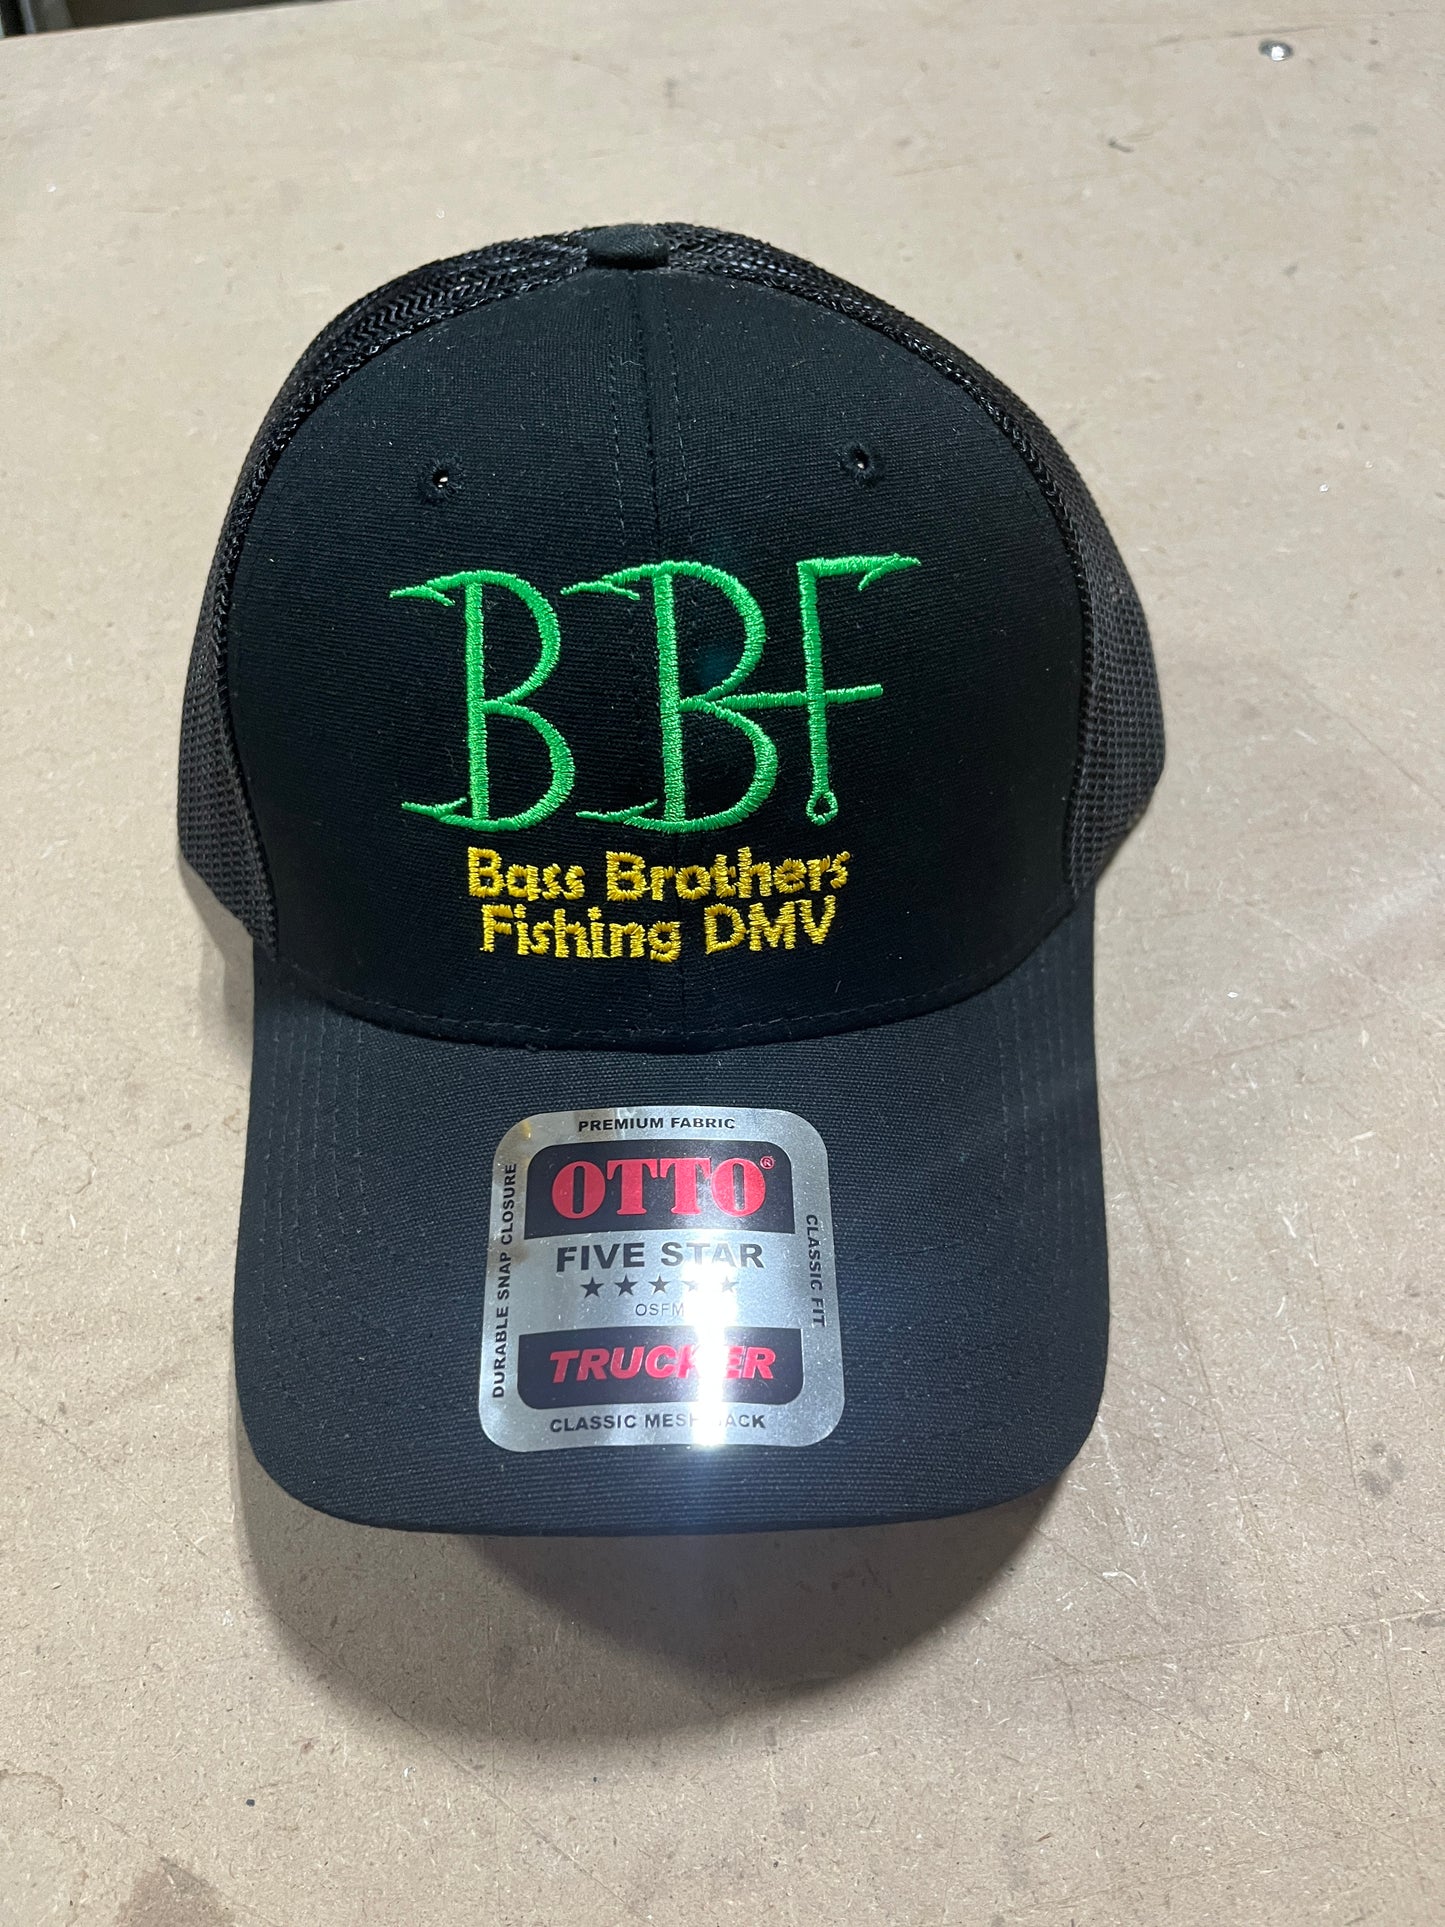 BBF
Bass Brothers
Fishing DMV
PREMIUM FABRIC
OTTO®
DURABLE SNAP CLOSURE
CLASSIC FIT
FIVE STAR
OSFM
TRUCKER
CLASSIC MESH BACK